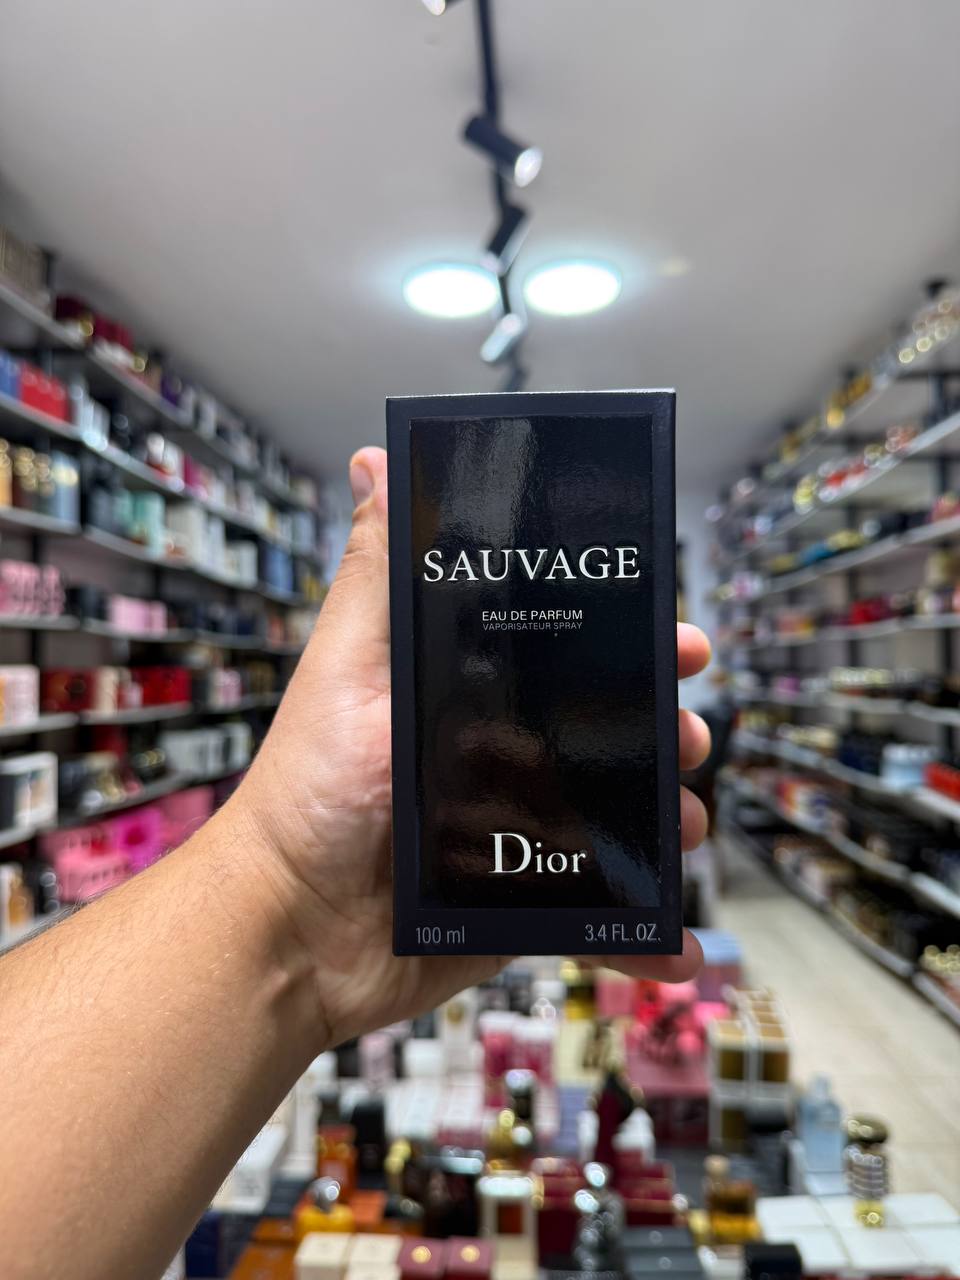 SAUVAGE
EAU DE PARFUM
VAPORISATEUR SPRAY
Dior
100 ml 3.4 FL. OZ.